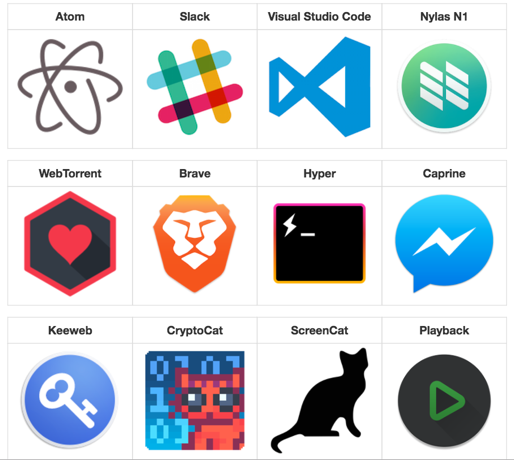 Atom Slack Visual Studio Code Nylas N1
WebTorrent Brave Hyper Caprine
Keeweb CryptoCat ScreenCat Playback